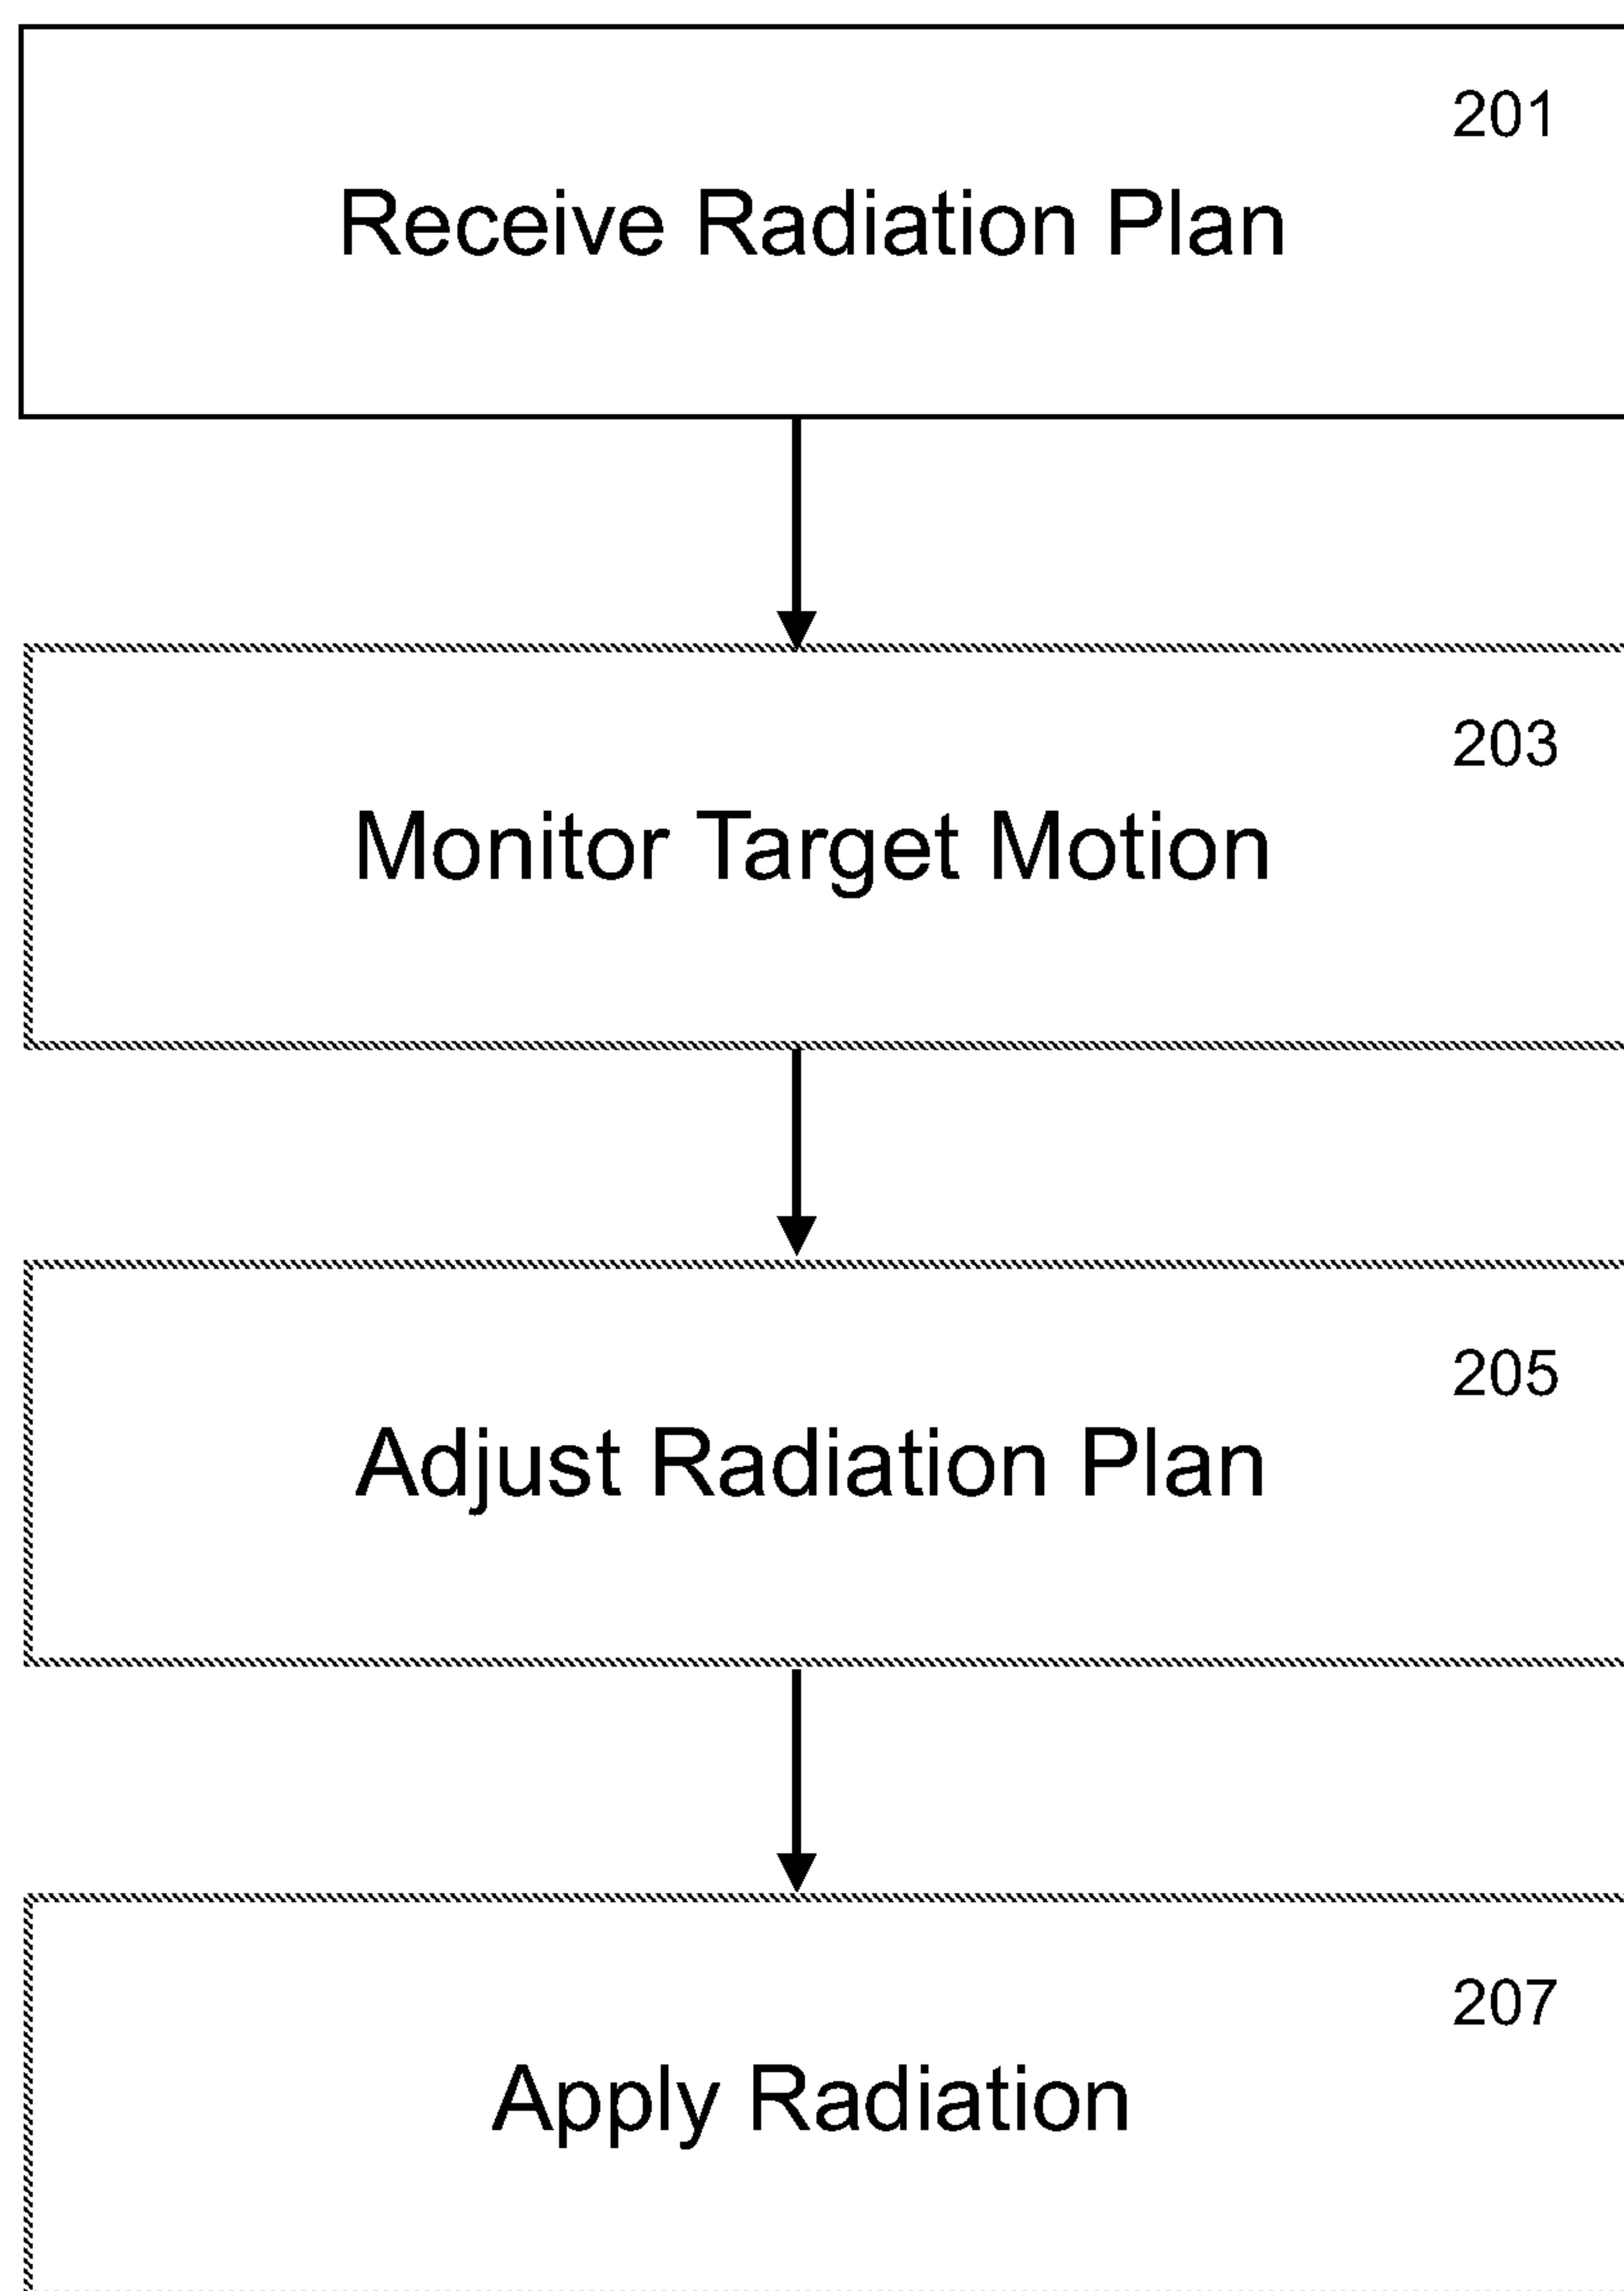 201
Receive Radiation Plan
203
Monitor Target Motion
205
Adjust Radiation Plan
207
Apply Radiation